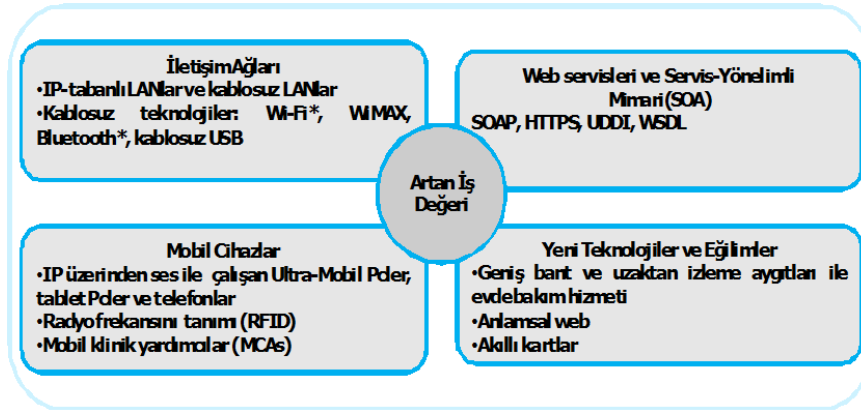 İletişim Ağları
•IP-tabanlı LANlar ve kablosuz LANlar
•Kablosuz teknolojiler: Wi-Fi*, WiMAX,
Bluetooth*, kablosuz USB
Web servisleri ve Servis-Yönelimli
Mimari (SOA)
SOAP, HTTPS, UDDI, WSDL
Artan İş
Değeri
Mobil Cihazlar
•IP üzerinden ses ile çalışan Ultra-Mobil Pcler,
tablet Pcler ve telefonlar
•Radyo frekansını tanımı (RFID)
•Mobil klinik yardımcılar (MCAs)
Yeni Teknolojiler ve Eğilimler
•Geniş bant ve uzaktan izleme aygıtları ile
evde bakım hizmeti
•Anlamsal web
•Akıllı kartlar